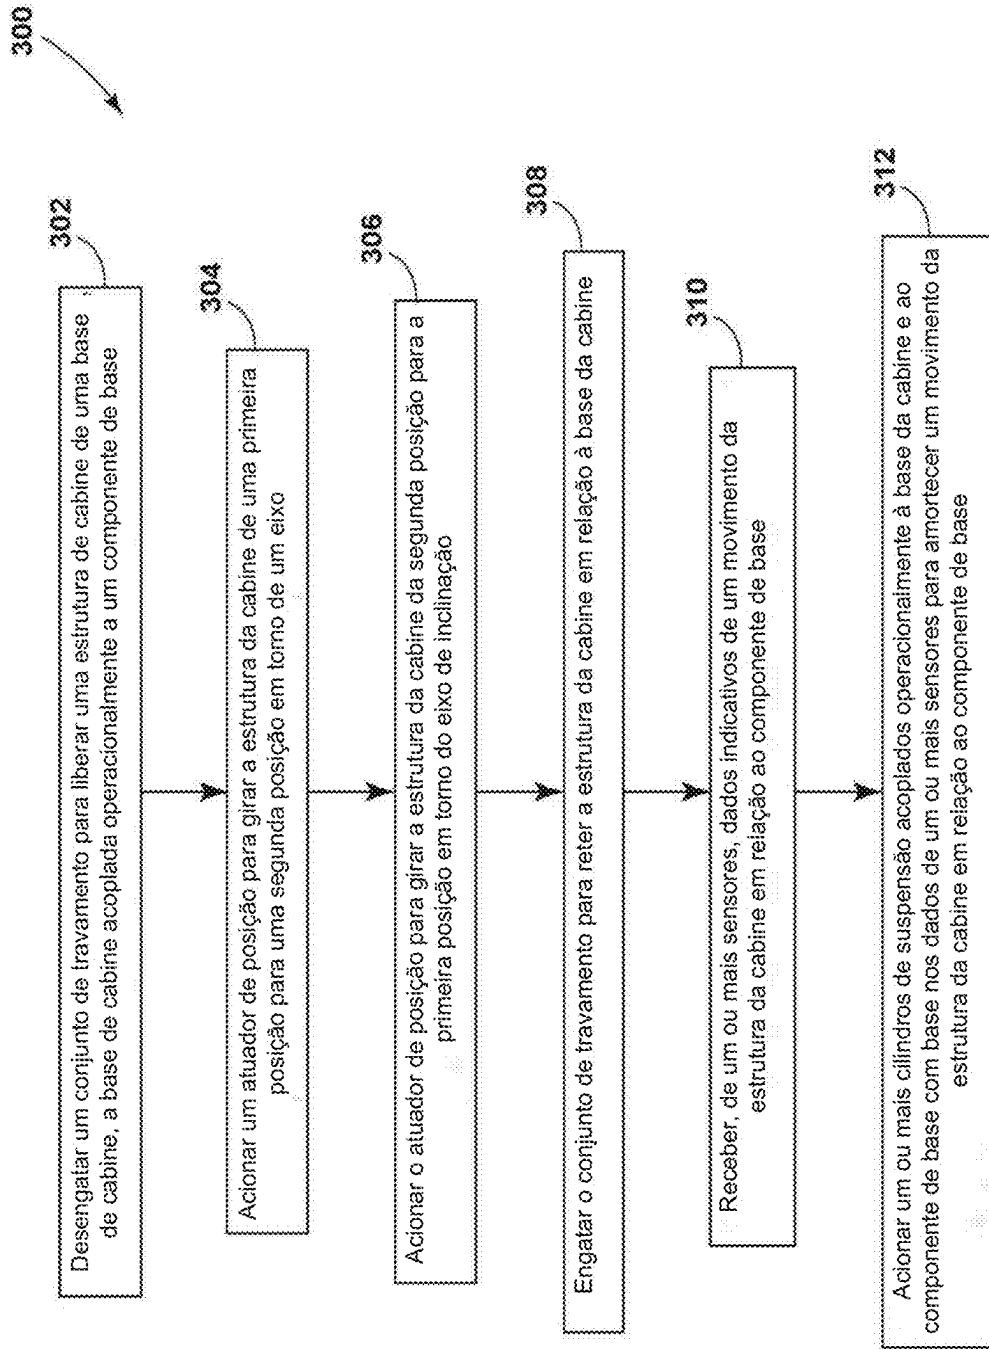 300
302
Desengatar um conjunto de travamento para liberar uma estrutura de cabine de uma base
de cabine, a base de cabine acoplada operacionalmente a um componente de base
304
Acionar um atuador de posição para girar a estrutura da cabine de uma primeira
posição para uma segunda posição em torno de um eixo
306
Acionar o atuador de posição para girar a estrutura da cabine da segunda posição para a
primeira posição em torno do eixo de inclinação
308
Engatar o conjunto de travamento para reter a estrutura da cabine em relação à base da cabine
310
Receber, de um ou mais sensores, dados indicativos de um movimento da
estrutura da cabine em relação ao componente de base
312
Acionar um ou mais cilindros de suspensão acoplados operacionalmente à base da cabine e ao
componente de base com base nos dados de um ou mais sensores para amortecer um movimento da
estrutura da cabine em relação ao componente de base